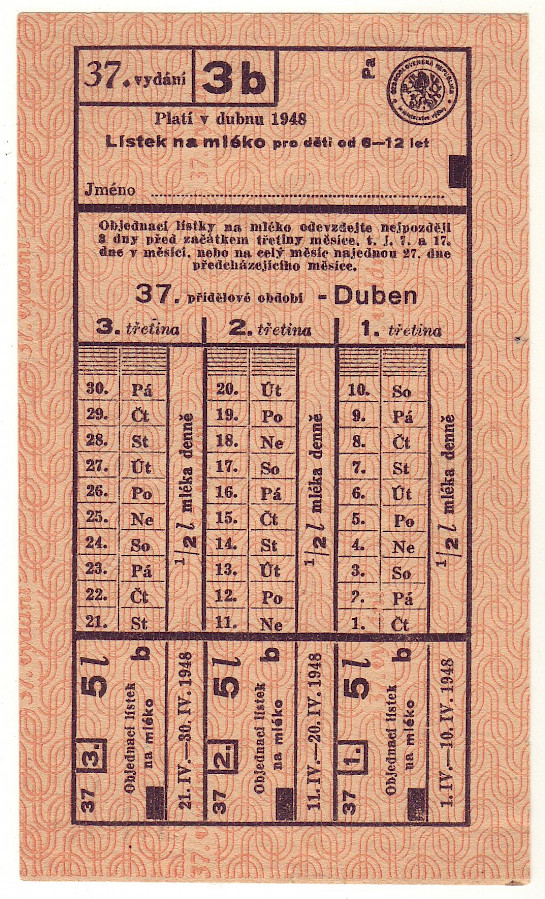 37. vydání
3b
Pa
ČESKOSLOVENSKÁ REPUBLIKA
Platí v dubnu 1948
Lístek na mléko pro děti od 6—12 let
Jméno
Objednací lístky na mléko odevzdejte nejpozději
3 dny před začátkem třetiny měsíce, t. j. 7. a 17.
dne v měsíci, nebo na celý měsíc najednou 27. dne
předcházejícího měsíce.
37. přídělové období - Duben
3. třetina 2. třetina 1. třetina
30. Pá 20. Út 10. So
29. Čt 19. Po 9. Pá
28. St 18. Ne 8. Čt
27. Út 17. So 7. St
26. Po 16. Pá 6. Út
25. Ne 15. Čt 5. Po
24. So 14. St 4. Ne
23. Pá 13. Út 3. So
22. Čt 12. Po 2. Pá
21. St 11. Ne 1. Čt
1/2 l mléka denně
1/2 l mléka denně
1/2 l mléka denně
37 3. 5 l b
Objednací lístek
na mléko
21. IV.—30. IV. 1948
37 2. 5 l b
Objednací lístek
na mléko
11. IV.—20. IV. 1948
37 1. 5 l b
Objednací lístek
na mléko
1. IV.—10. IV. 1948